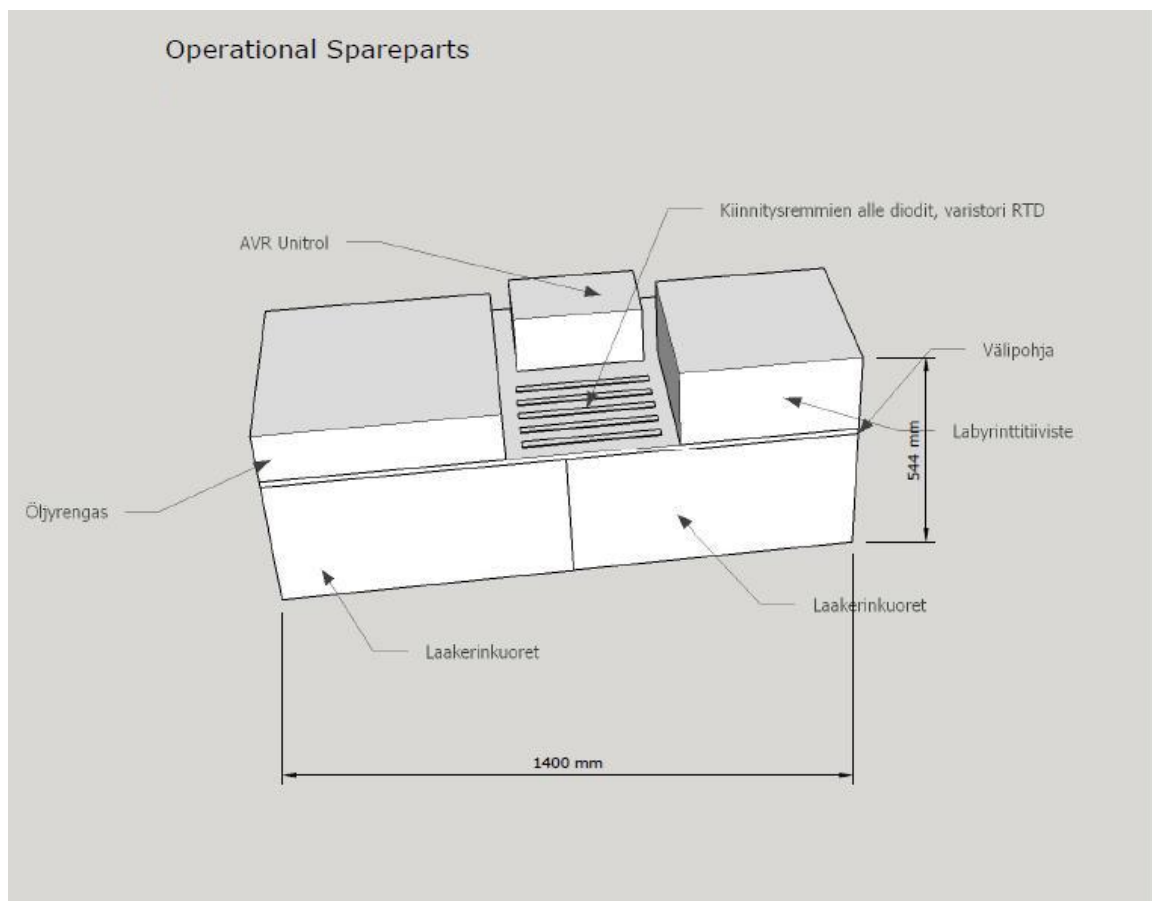 Operational Spareparts
Kiinnitysremmien alle diodit, varistori RTD
AVR Unitrol
Välipohja
Labyrinttitiiviste
544 mm
Öljyrengas
Laakerinkuoret
Laakerinkuoret
1400 mm